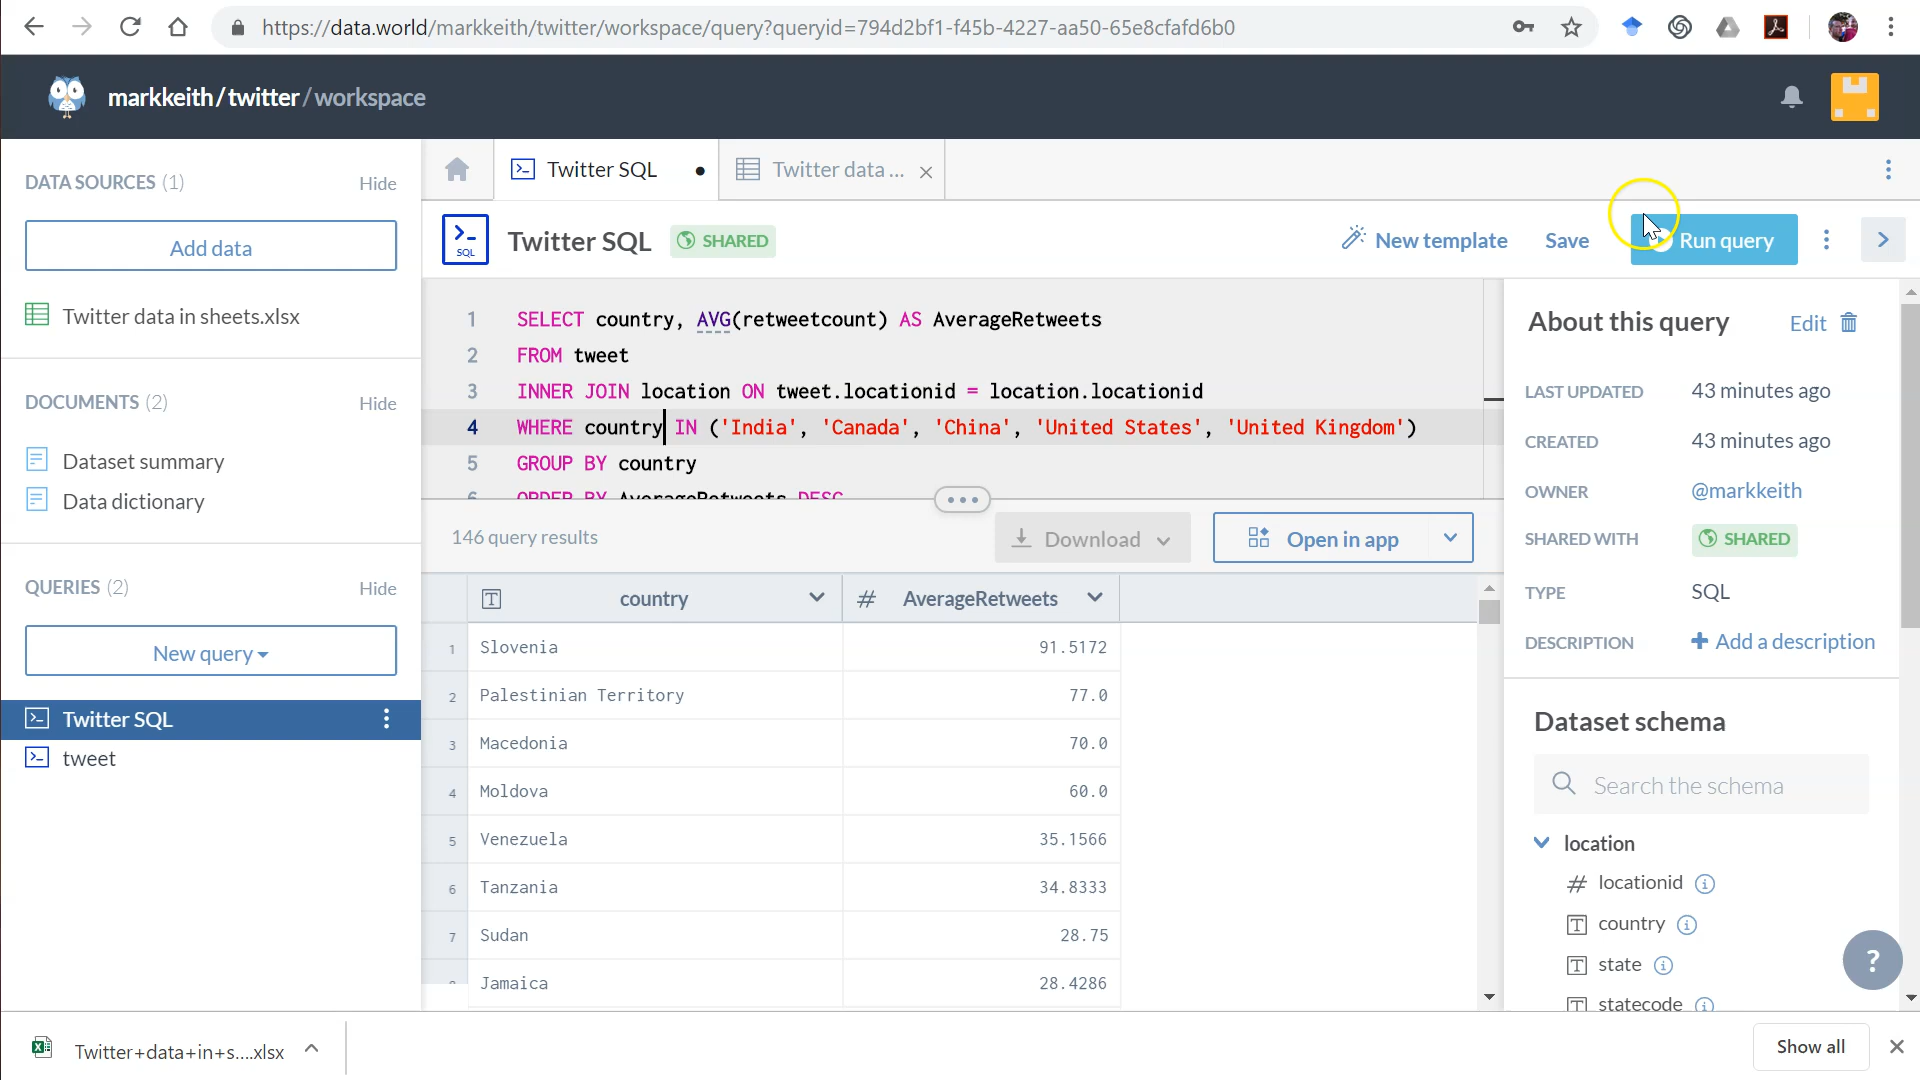 https://data.world/markkeith/twitter/workspace/query?queryid=794d2bf1-f45b-4227-aa50-65e8cfafd6b0
markkeith/twitter/workspace
DATA SOURCES (1)
Hide
Add data
Twitter data in sheets.xlsx
DOCUMENTS (2)
Hide
Dataset summary
Data dictionary
QUERIES (2)
Hide
New query
Twitter SQL
tweet
Twitter SQL
Twitter data ...
SQL
Twitter SQL
SHARED
New template
Save
Run query
1 SELECT country, AVG(retweetcount) AS AverageRetweets
2 FROM tweet
3 INNER JOIN location ON tweet.locationid = location.locationid
4 WHERE country IN ('India', 'Canada', 'China', 'United States', 'United Kingdom')
5 GROUP BY country
6 ORDER BY AverageRetweets DESC
146 query results
Download
Open in app
country # AverageRetweets
1 Slovenia 91.5172
2 Palestinian Territory 77.0
3 Macedonia 70.0
4 Moldova 60.0
5 Venezuela 35.1566
6 Tanzania 34.8333
7 Sudan 28.75
8 Jamaica 28.4286
About this query
Edit
LAST UPDATED 43 minutes ago
CREATED 43 minutes ago
OWNER @markkeith
SHARED WITH SHARED
TYPE SQL
DESCRIPTION + Add a description
Dataset schema
Search the schema
location
# locationid
T country
T state
T statecode
?
Twitter+data+in+s....xlsx
Show all